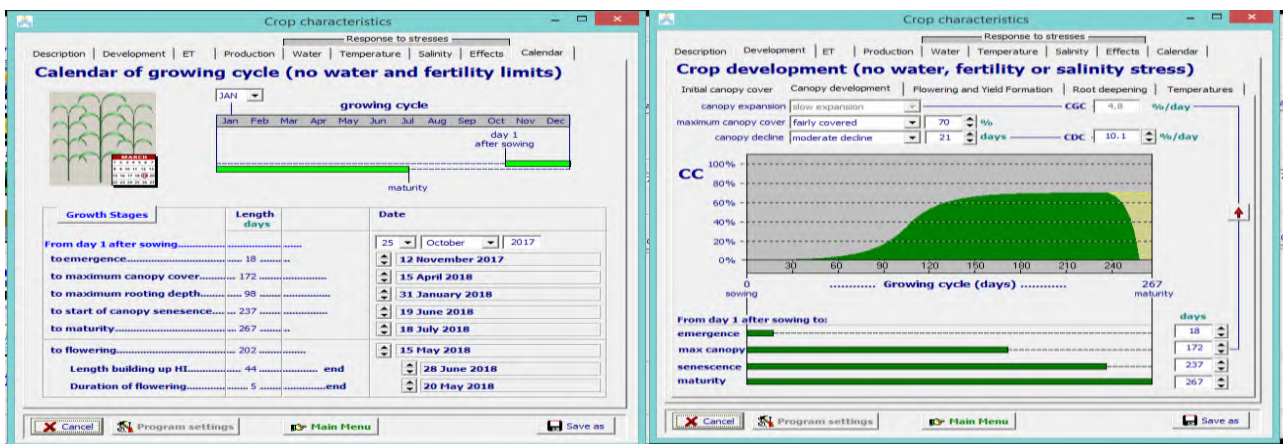 Crop characteristics
Response to stresses
Description Development ET Production Water Temperature Salinity Effects Calendar
Calendar of growing cycle (no water and fertility limits)
JAN
growing cycle
Jan Feb Mar Apr May Jun Jul Aug Sep Oct Nov Dec
day 1
after sowing
maturity
MARCH
Growth Stages Length Date
days
From day 1 after sowing 25 October 2017
to emergence 18 12 November 2017
to maximum canopy cover 172 15 April 2018
to maximum rooting depth 98 31 January 2018
to start of canopy senesence 237 19 June 2018
to maturity 267 18 July 2018
to flowering 202 15 May 2018
Length building up HI 44 end 28 June 2018
Duration of flowering 5 end 20 May 2018
Cancel Program settings Main Menu Save as
Crop characteristics
Response to stresses
Description Development ET Production Water Temperature Salinity Effects Calendar
Crop development (no water, fertility or salinity stress)
Initial canopy cover Canopy development Flowering and Yield Formation Root deepening Temperatures
canopy expansion slow expansion CGC 4.8 %/day
maximum canopy cover fairly covered 70 %
canopy decline moderate decline 21 days CDC 10.1 %/day
CC
100%
80%
60%
40%
20%
0%
30 60 90 120 150 180 210 240
0 Growing cycle (days) 267
sowing maturity
From day 1 after sowing to: days
emergence 18
max canopy 172
senescence 237
maturity 267
Cancel Program settings Main Menu Save as